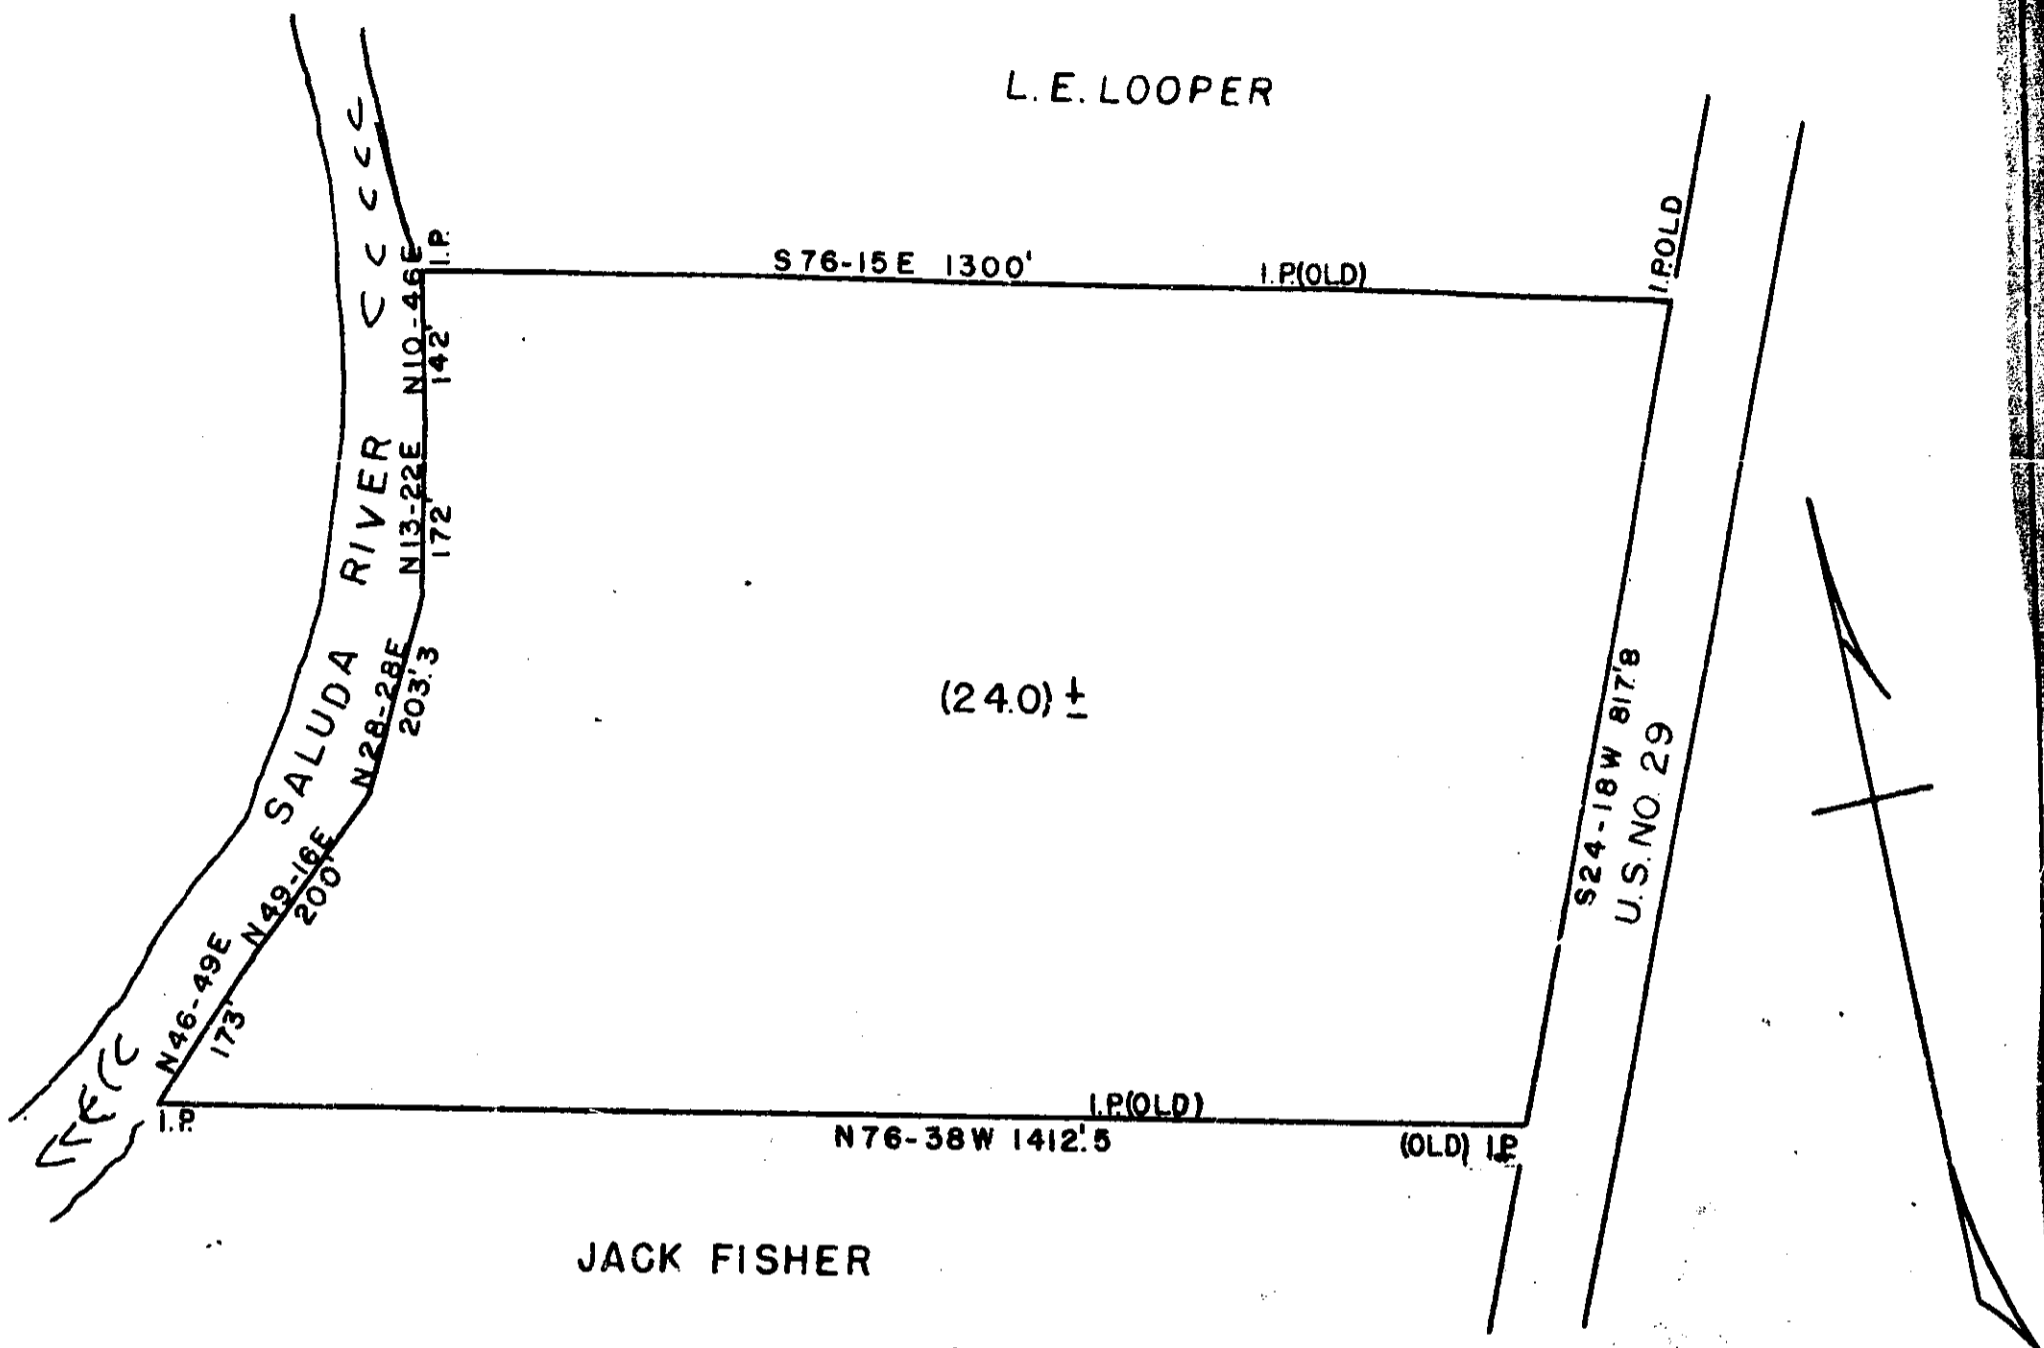 L.E. LOOPER
I.P.
S 76-15 E 1300'
I.P.(OLD)
I.P.OLD
N10-46E
142'
N13-22E
172'
SALUDA RIVER
N28-28E
203'.3
N49-16E
200'
N46-49E
173'
(24.0) ±
S24-18W 817'.8
U.S. NO. 29
I.P.
I.P.(OLD)
N76-38W 1412'.5
(OLD) I.P.
JACK FISHER